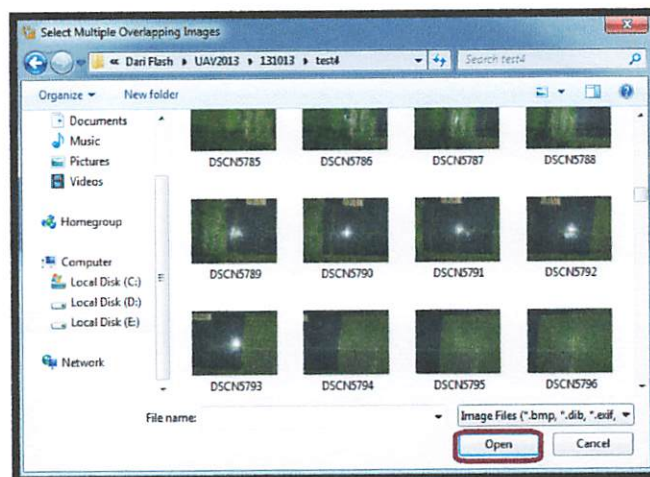 Select Multiple Overlapping Images
« Dari Flash ▸ UAV2013 ▸ 131013 ▸ test4
Search test4
Organize
New folder
Documents
Music
Pictures
Videos
Homegroup
Computer
Local Disk (C:)
Local Disk (D:)
Local Disk (E:)
Network
DSCN5785 DSCN5786 DSCN5787 DSCN5788
DSCN5789 DSCN5790 DSCN5791 DSCN5792
DSCN5793 DSCN5794 DSCN5795 DSCN5796
File name:
Image Files (*.bmp, *.dib, *.exif,
Open Cancel